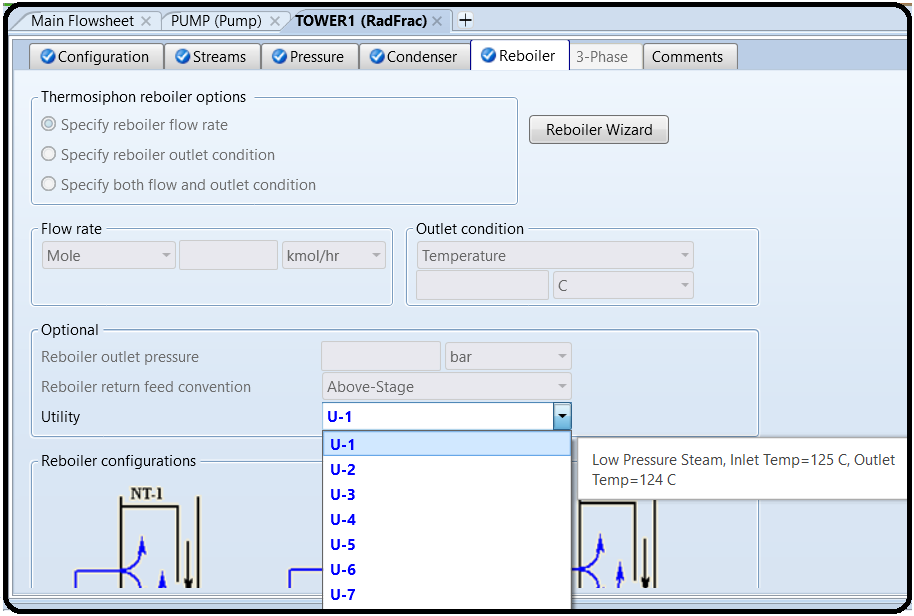 Main Flowsheet × PUMP (Pump) × TOWER1 (RadFrac) × +
Configuration Streams Pressure Condenser Reboiler 3-Phase Comments
Thermosiphon reboiler options
Specify reboiler flow rate
Reboiler Wizard
Specify reboiler outlet condition
Specify both flow and outlet condition
Flow rate
Mole kmol/hr
Outlet condition
Temperature
C
Optional
Reboiler outlet pressure bar
Reboiler return feed convention Above-Stage
Utility U-1
U-1
U-2
U-3
U-4
U-5
U-6
U-7
Low Pressure Steam, Inlet Temp=125 C, Outlet
Temp=124 C
Reboiler configurations
NT-1